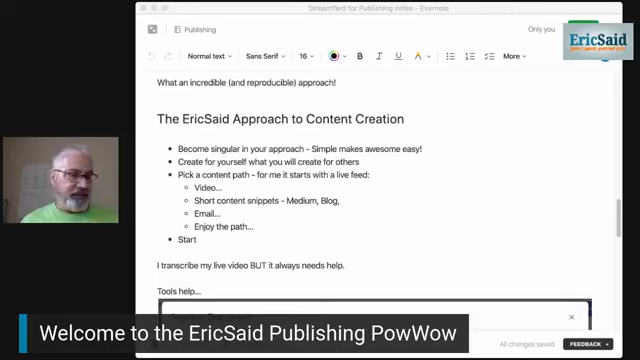 StreamYard for Publishing notes - Evernote
Publishing
Only you
EricSaid
Normal text
Sans Serif
16
B
I
U
A
More
What an incredible (and reproducible) approach!
The EricSaid Approach to Content Creation
Become singular in your approach - Simple makes awesome easy!
Create for yourself what you will create for others
Pick a content path - for me it starts with a live feed:
Video...
Short content snippets - Medium, Blog,
Email...
Enjoy the path...
Start
I transcribe my live video BUT it always needs help.
Tools help...
Welcome to the EricSaid Publishing PowWow
All changes saved
FEEDBACK